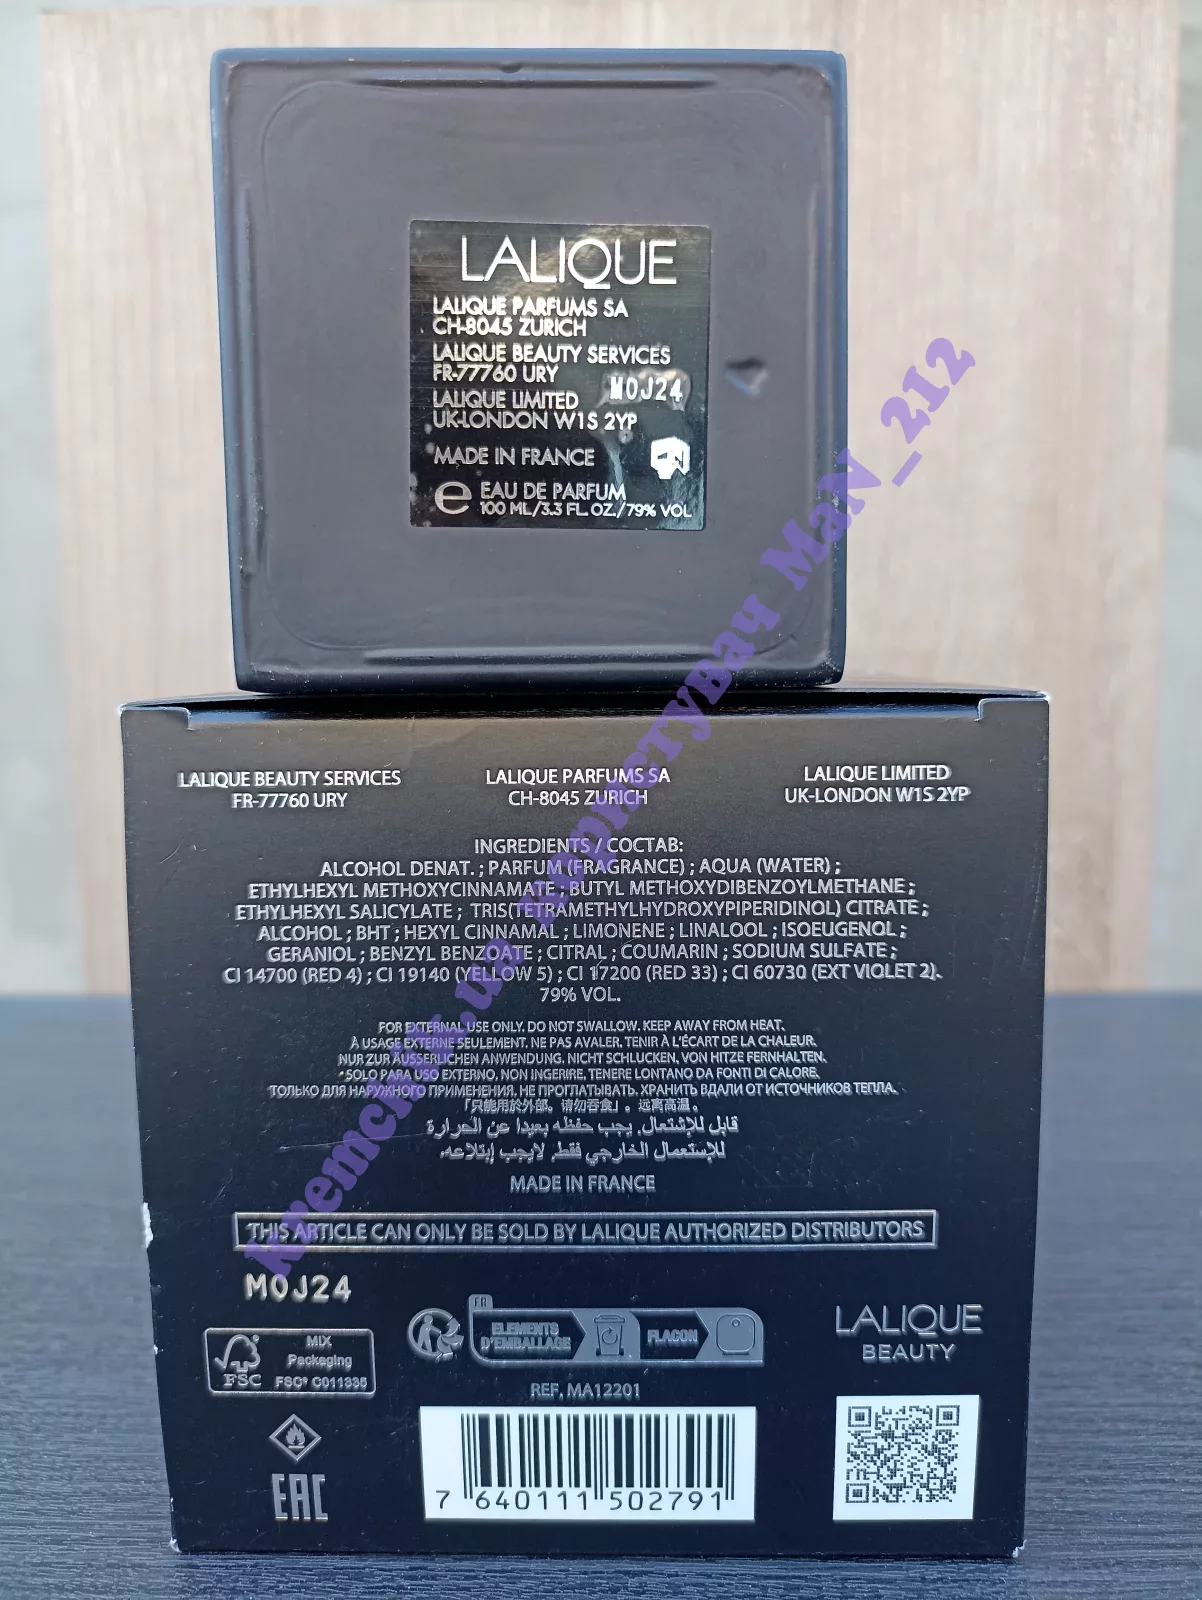 LALIQUE
LALIQUE PARFUMS SA
CH-8045 ZURICH
LALIQUE BEAUTY SERVICES
FR-77760 URY
M0J24
LALIQUE LIMITED
UK-LONDON W1S 2YP
MADE IN FRANCE
e EAU DE PARFUM
100 ML/3.3 FL. OZ./79% VOL
kremchik.ua користувач MaN_212
LALIQUE BEAUTY SERVICES
FR-77760 URY
LALIQUE PARFUMS SA
CH-8045 ZURICH
LALIQUE LIMITED
UK-LONDON W1S 2YP
INGREDIENTS / СОСТАВ:
ALCOHOL DENAT. ; PARFUM (FRAGRANCE) ; AQUA (WATER) ;
ETHYLHEXYL METHOXYCINNAMATE ; BUTYL METHOXYDIBENZOYLMETHANE ;
ETHYLHEXYL SALICYLATE ; TRIS(TETRAMETHYLHYDROXYPIPERIDINOL) CITRATE ;
ALCOHOL ; BHT ; HEXYL CINNAMAL ; LIMONENE ; LINALOOL ; ISOEUGENOL ;
GERANIOL ; BENZYL BENZOATE ; CITRAL ; COUMARIN ; SODIUM SULFATE ;
CI 14700 (RED 4) ; CI 19140 (YELLOW 5) ; CI 17200 (RED 33) ; CI 60730 (EXT VIOLET 2).
79% VOL.
FOR EXTERNAL USE ONLY. DO NOT SWALLOW. KEEP AWAY FROM HEAT.
À USAGE EXTERNE SEULEMENT. NE PAS AVALER. TENIR À L'ÉCART DE LA CHALEUR.
NUR ZUR ÄUSSERLICHEN ANWENDUNG. NICHT SCHLUCKEN. VON HITZE FERNHALTEN.
SOLO PARA USO EXTERNO. NON INGERIRE. TENERE LONTANO DA FONTI DI CALORE.
ТОЛЬКО ДЛЯ НАРУЖНОГО ПРИМЕНЕНИЯ. НЕ ПРОГЛАТЫВАТЬ. ХРАНИТЬ ВДАЛИ ОТ ИСТОЧНИКОВ ТЕПЛА.
「只能用於外部。请勿吞食」。远离高温。
قابل للإشتعال. يجب حفظه بعيدا عن الحرارة
للإستعمال الخارجي فقط. لايجب إبتلاعه.
MADE IN FRANCE
THIS ARTICLE CAN ONLY BE SOLD BY LALIQUE AUTHORIZED DISTRIBUTORS
M0J24
FSC
MIX
Packaging
FSC® C011335
FR
ELEMENTS
D'EMBALLAGE
FLACON
LALIQUE
BEAUTY
REF. MA12201
EAC
7 640111 502791